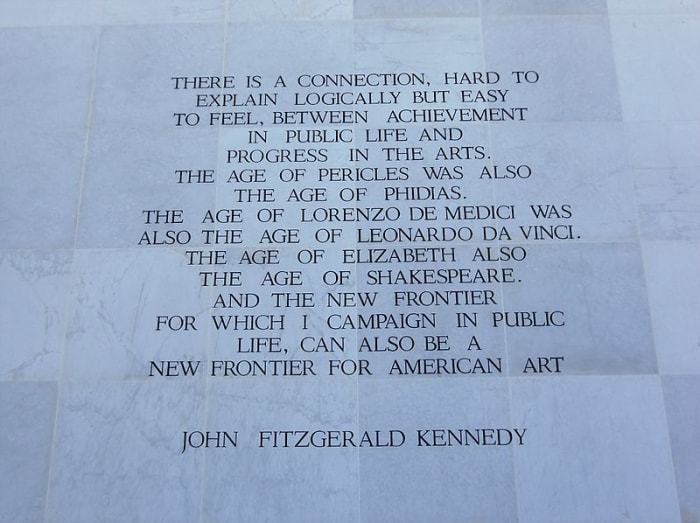 THERE IS A CONNECTION, HARD TO
EXPLAIN LOGICALLY BUT EASY
TO FEEL, BETWEEN ACHIEVEMENT
IN PUBLIC LIFE AND
PROGRESS IN THE ARTS.
THE AGE OF PERICLES WAS ALSO
THE AGE OF PHIDIAS.
THE AGE OF LORENZO DE MEDICI WAS
ALSO THE AGE OF LEONARDO DA VINCI.
THE AGE OF ELIZABETH ALSO
THE AGE OF SHAKESPEARE.
AND THE NEW FRONTIER
FOR WHICH I CAMPAIGN IN PUBLIC
LIFE, CAN ALSO BE A
NEW FRONTIER FOR AMERICAN ART
JOHN FITZGERALD KENNEDY